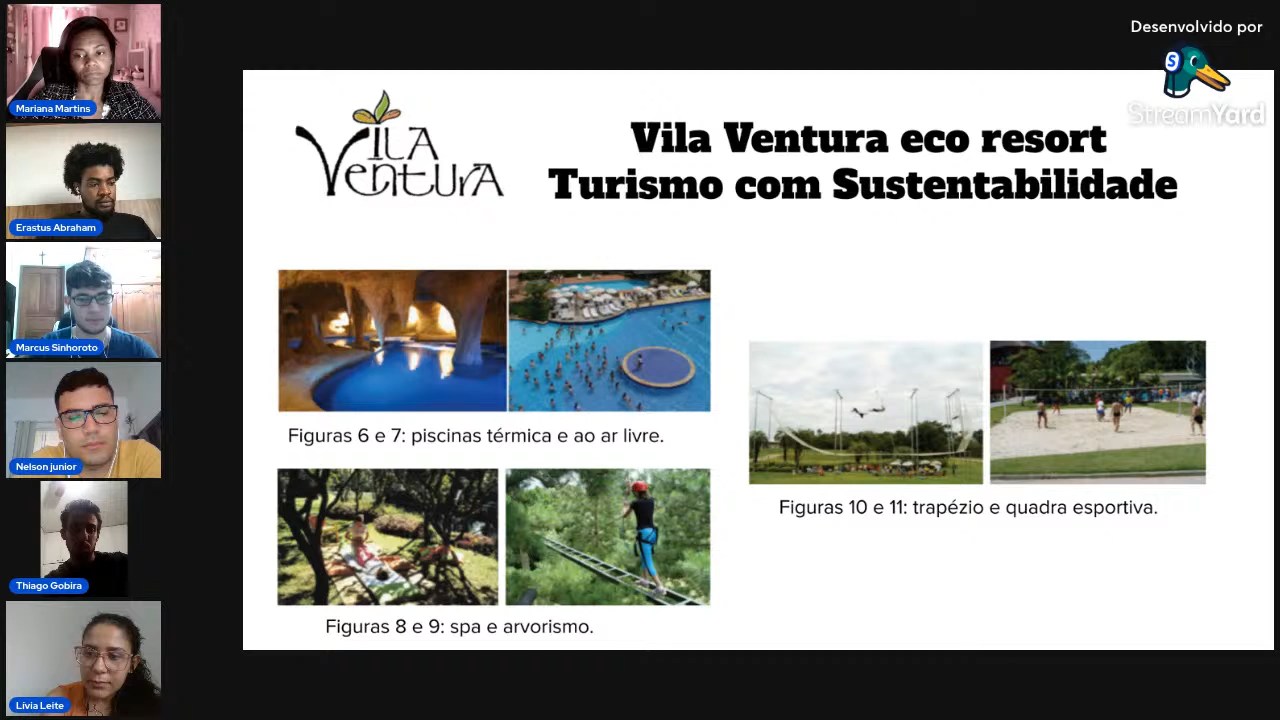 Mariana Martins
Erastus Abraham
Marcus Sinhoroto
Nelson junior
Thiago Gobira
Lívia Leite
Desenvolvido por
StreamYard
VILA
VENTURA
Vila Ventura eco resort
Turismo com Sustentabilidade
Figuras 6 e 7: piscinas térmica e ao ar livre.
Figuras 8 e 9: spa e arvorismo.
Figuras 10 e 11: trapézio e quadra esportiva.